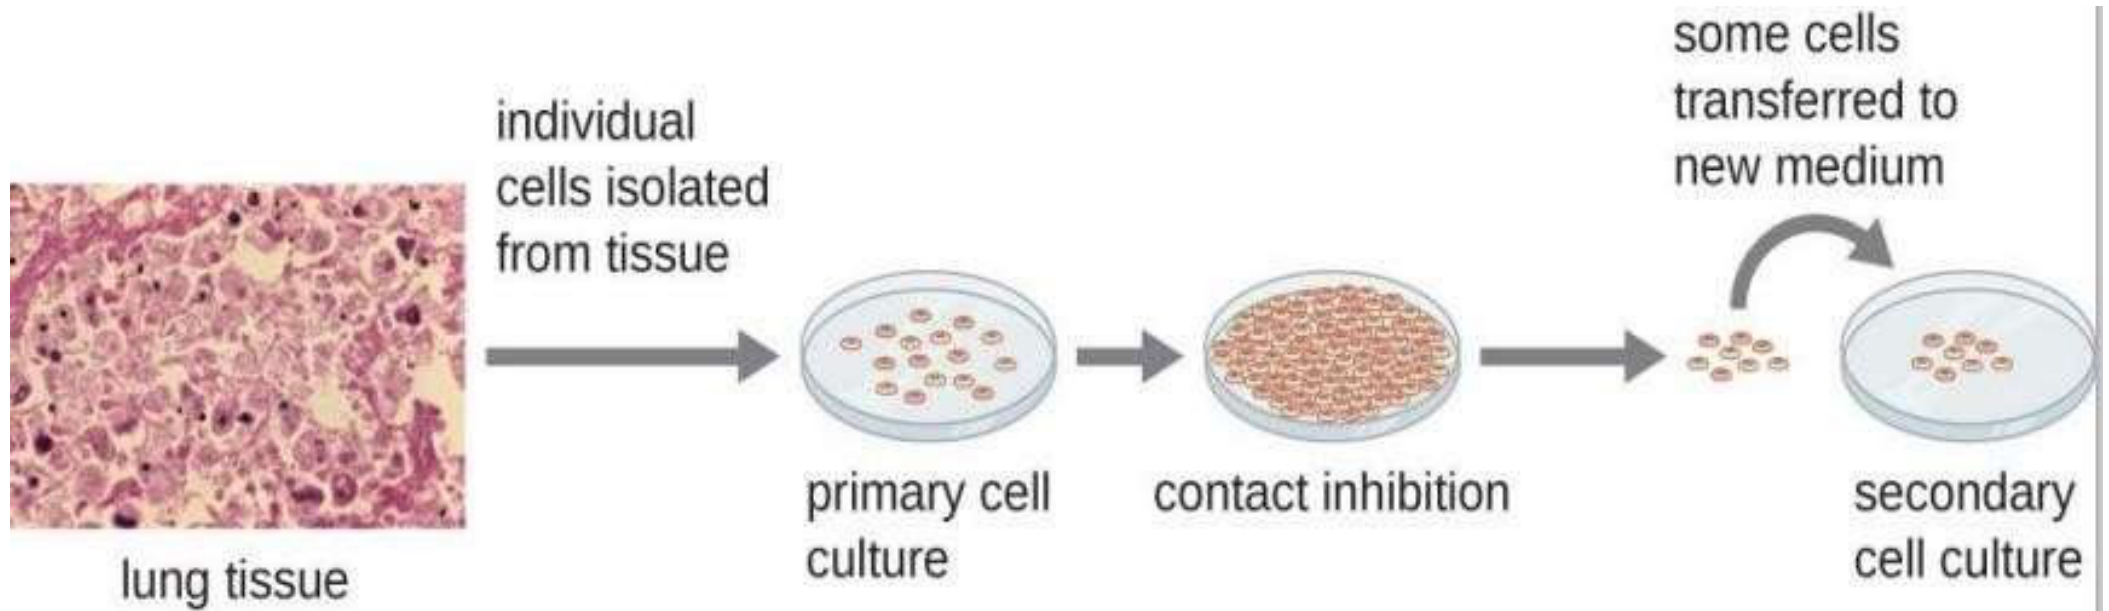 lung tissue
individual
cells isolated
from tissue
primary cell
culture
contact inhibition
some cells
transferred to
new medium
secondary
cell culture